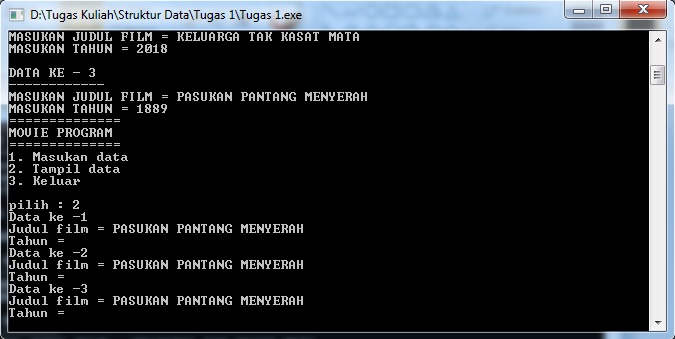 D:\Tugas Kuliah\Struktur Data\Tugas 1\Tugas 1.exe
MASUKAN JUDUL FILM = KELUARGA TAK KASAT MATA
MASUKAN TAHUN = 2018
DATA KE - 3
------------
MASUKAN JUDUL FILM = PASUKAN PANTANG MENYERAH
MASUKAN TAHUN = 1889
==============
MOVIE PROGRAM
==============
1. Masukan data
2. Tampil data
3. Keluar
pilih : 2
Data ke -1
Judul film = PASUKAN PANTANG MENYERAH
Tahun =
Data ke -2
Judul film = PASUKAN PANTANG MENYERAH
Tahun =
Data ke -3
Judul film = PASUKAN PANTANG MENYERAH
Tahun =